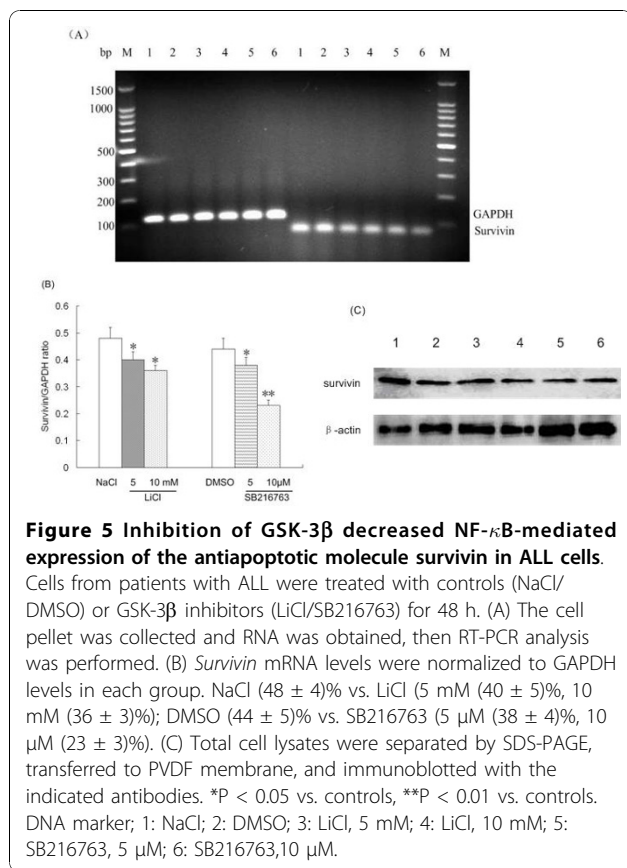 (A)
bp M 1 2 3 4 5 6 1 2 3 4 5 6 M
1500
1000
500
300
200
100
GAPDH
Survivin
(B)
0.6
0.5
0.4
0.3
0.2
0.1
0
Survivin/GAPDH ratio
* * * **
NaCl 5 10 mM DMSO 5 10μM
LiCl SB216763
(C)
1 2 3 4 5 6
survivin
β-actin
Figure 5 Inhibition of GSK-3β decreased NF-κB-mediated
expression of the antiapoptotic molecule survivin in ALL cells.
Cells from patients with ALL were treated with controls (NaCl/
DMSO) or GSK-3β inhibitors (LiCl/SB216763) for 48 h. (A) The cell
pellet was collected and RNA was obtained, then RT-PCR analysis
was performed. (B) Survivin mRNA levels were normalized to GAPDH
levels in each group. NaCl (48 ± 4)% vs. LiCl (5 mM (40 ± 5)%, 10
mM (36 ± 3)%); DMSO (44 ± 5)% vs. SB216763 (5 μM (38 ± 4)%, 10
μM (23 ± 3)%). (C) Total cell lysates were separated by SDS-PAGE,
transferred to PVDF membrane, and immunoblotted with the
indicated antibodies. *P < 0.05 vs. controls, **P < 0.01 vs. controls.
DNA marker; 1: NaCl; 2: DMSO; 3: LiCl, 5 mM; 4: LiCl, 10 mM; 5:
SB216763, 5 μM; 6: SB216763,10 μM.